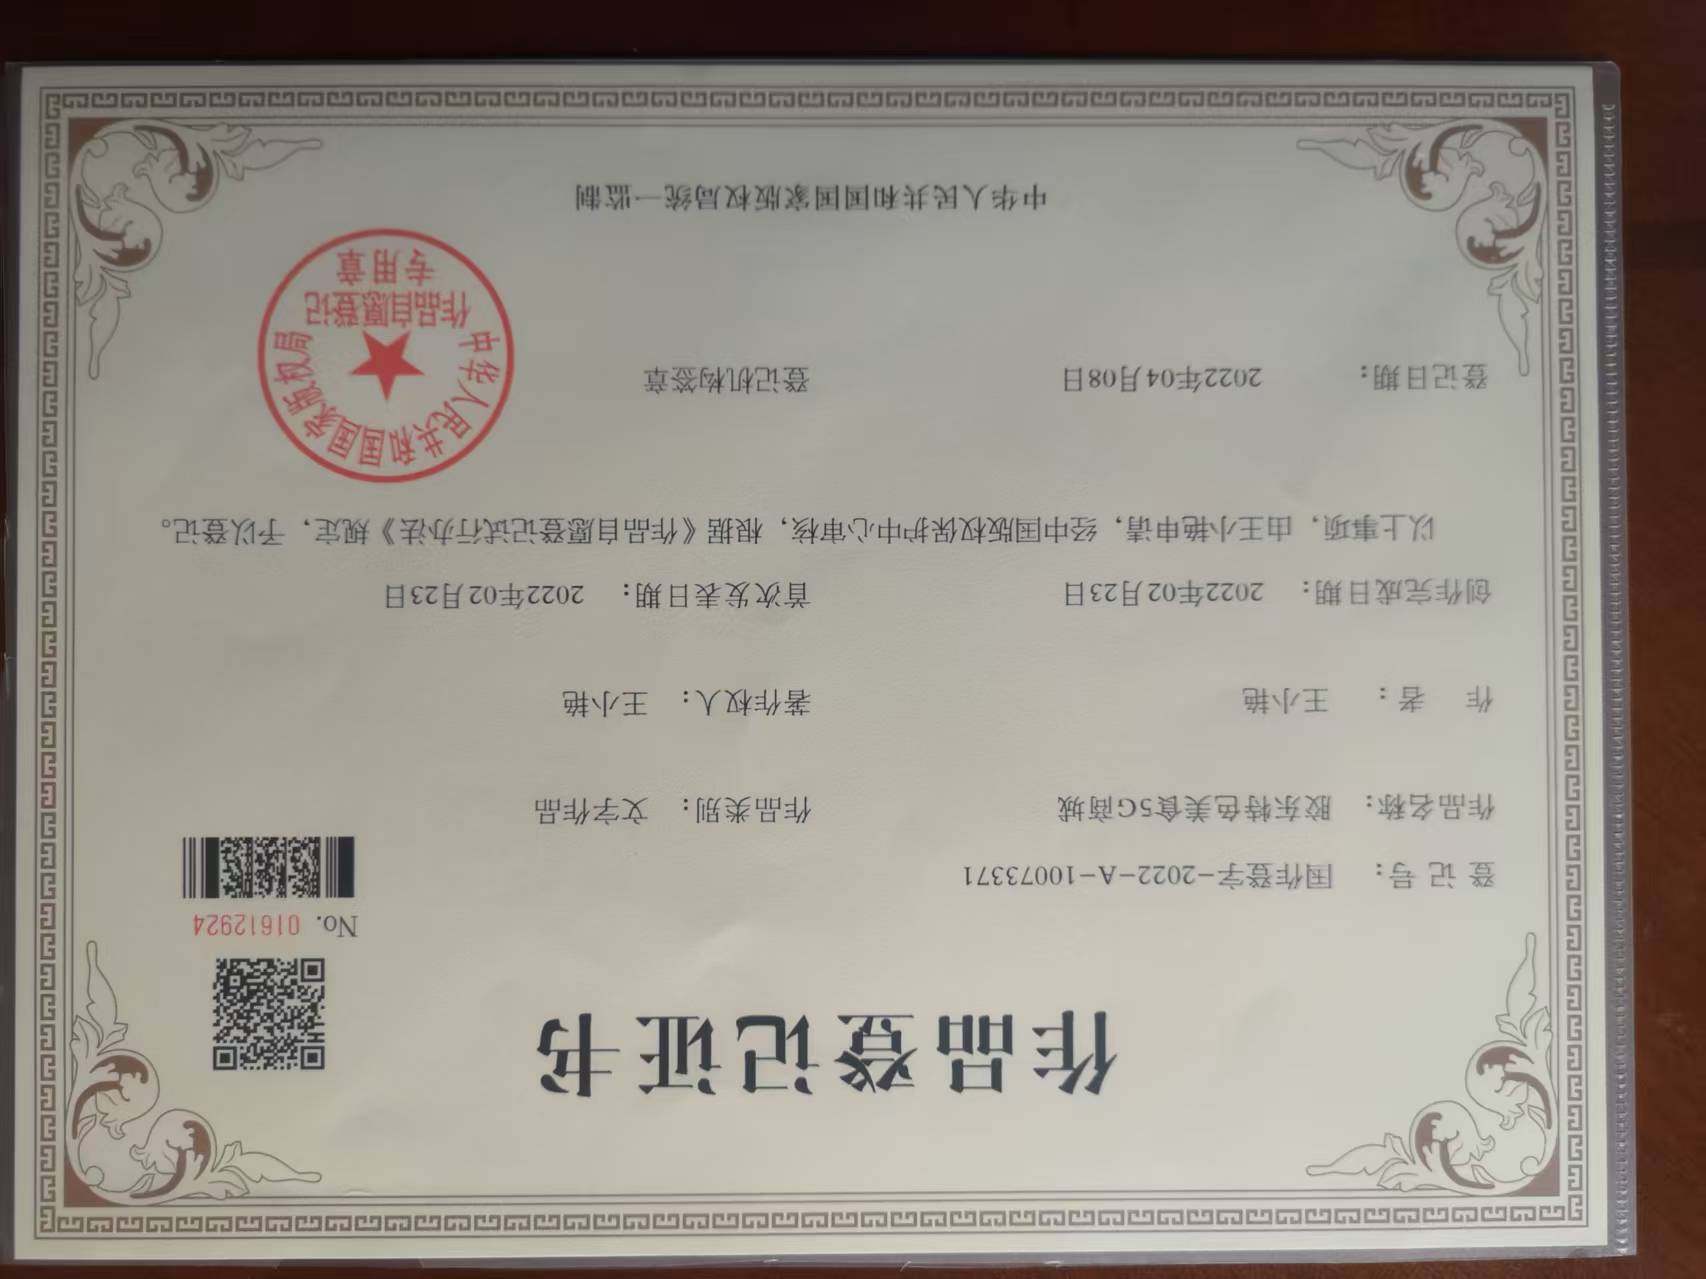 作品登记证书
No. 01612924
登 记 号： 国作登字-2022-A-10073371
作品名称： 胶东特色美食5G商城 作品类别： 文字作品
作 者： 王小艳 著作权人： 王小艳
创作完成日期： 2022年02月23日 首次发表日期： 2022年02月23日
以上事项，由王小艳申请，经中国版权保护中心审核，根据《作品自愿登记试行办法》规定，予以登记。
登记日期： 2022年04月08日 登记机构签章
中华人民共和国国家版权局
作品自愿登记
专用章
中华人民共和国国家版权局统一监制